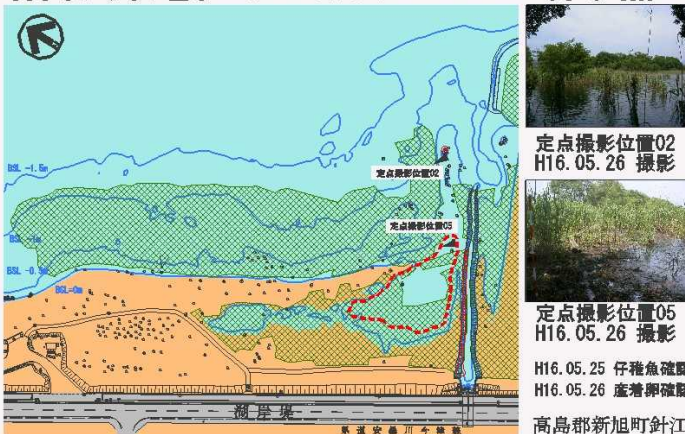 定点撮影位置02
定点撮影位置05
BSL -1.5m
BSL -1m
BSL -0.5m
BSL=0m
湖岸堤
定点撮影位置02
H16.05.26 撮影
定点撮影位置05
H16.05.26 撮影
H16.05.25 仔稚魚確認
H16.05.26 産着卵確認
高島郡新旭町針江